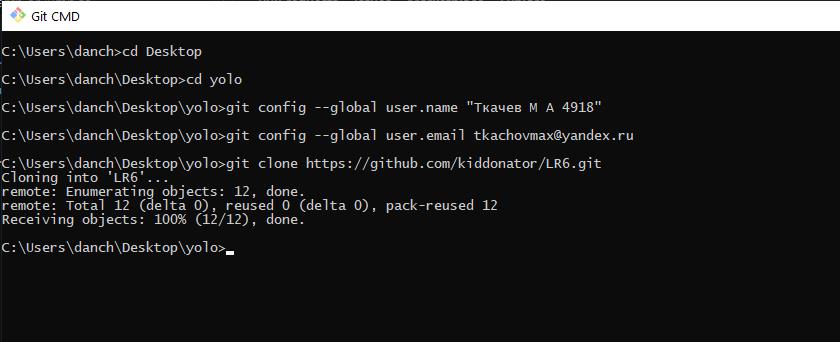 Git CMD
C:\Users\danch>cd Desktop
C:\Users\danch\Desktop>cd yolo
C:\Users\danch\Desktop\yolo>git config --global user.name "Ткачев М А 4918"
C:\Users\danch\Desktop\yolo>git config --global user.email tkachovmax@yandex.ru
C:\Users\danch\Desktop\yolo>git clone https://github.com/kiddonator/LR6.git
Cloning into 'LR6'...
remote: Enumerating objects: 12, done.
remote: Total 12 (delta 0), reused 0 (delta 0), pack-reused 12
Receiving objects: 100% (12/12), done.
C:\Users\danch\Desktop\yolo>